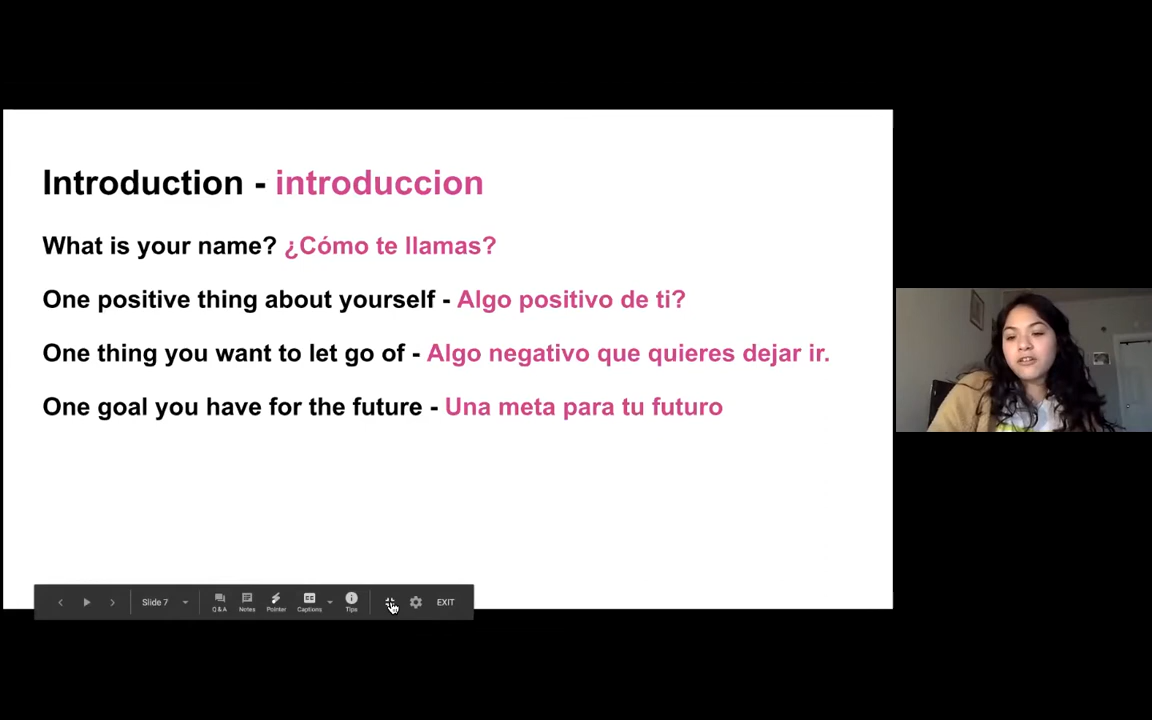 Introduction - introduccion
What is your name? ¿Cómo te llamas?
One positive thing about yourself - Algo positivo de ti?
One thing you want to let go of - Algo negativo que quieres dejar ir.
One goal you have for the future - Una meta para tu futuro
Slide 7 Q&A Notes Pointer Captions Tips EXIT